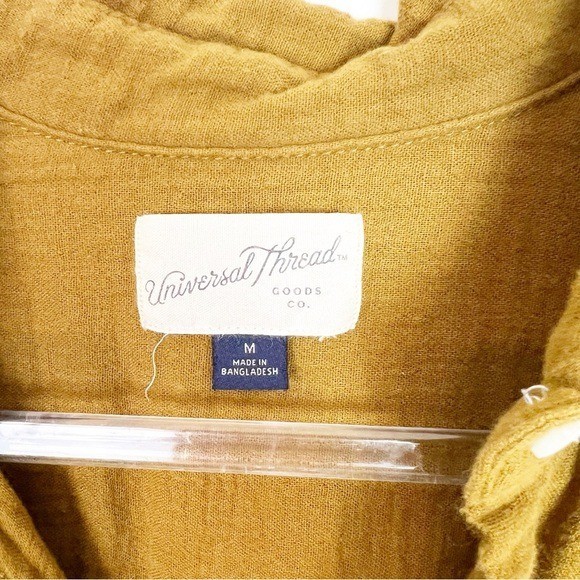 Universal Thread™
GOODS
CO.
M
MADE IN
BANGLADESH